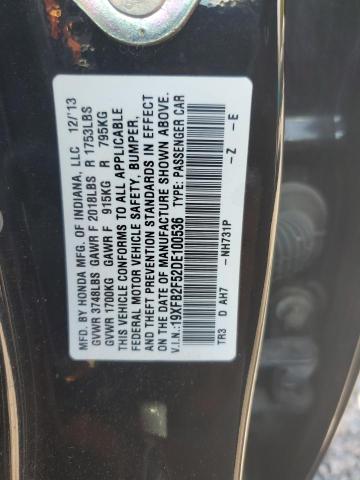 MFD. BY HONDA MFG. OF INDIANA, LLC 12/'13
GVWR 3748LBS GAWR F 2018LBS R 1753LBS
GVWR 1700KG GAWR F 915KG R 795KG
THIS VEHICLE CONFORMS TO ALL APPLICABLE
FEDERAL MOTOR VEHICLE SAFETY, BUMPER,
AND THEFT PREVENTION STANDARDS IN EFFECT
ON THE DATE OF MANUFACTURE SHOWN ABOVE.
V.I.N.:19XFB2F52DE100536 TYPE: PASSENGER CAR
TR3 D AH7 -NH731P -Z -E